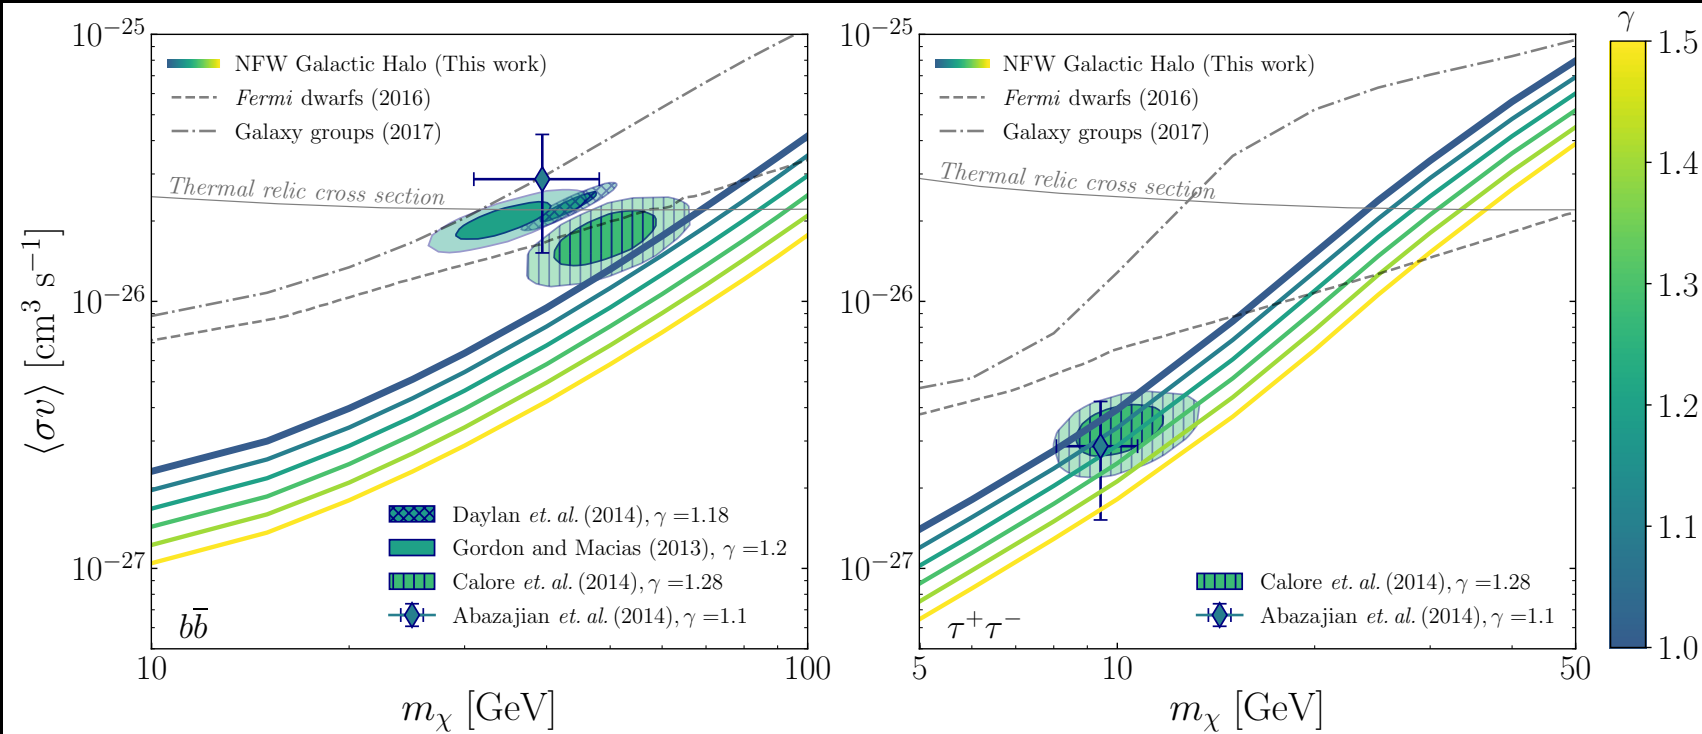 10⁻²⁵
10⁻²⁶
10⁻²⁷
⟨σv⟩ [cm³ s⁻¹]
NFW Galactic Halo (This work)
Fermi dwarfs (2016)
Galaxy groups (2017)
Thermal relic cross section
Daylan et. al. (2014), γ =1.18
Gordon and Macias (2013), γ =1.2
Calore et. al. (2014), γ =1.28
Abazajian et. al. (2014), γ =1.1
bb̅
10
100
m_χ [GeV]
10⁻²⁵
10⁻²⁶
10⁻²⁷
NFW Galactic Halo (This work)
Fermi dwarfs (2016)
Galaxy groups (2017)
Thermal relic cross section
Calore et. al. (2014), γ =1.28
Abazajian et. al. (2014), γ =1.1
τ⁺τ⁻
5
10
50
m_χ [GeV]
γ
1.5
1.4
1.3
1.2
1.1
1.0